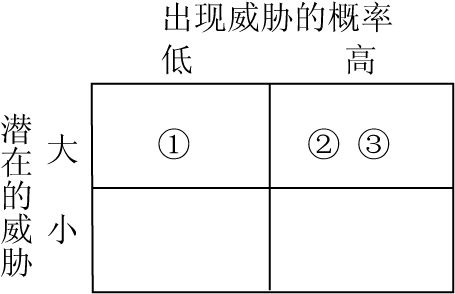 出现威胁的概率
低 高
潜在的威胁
大 ① ② ③
小